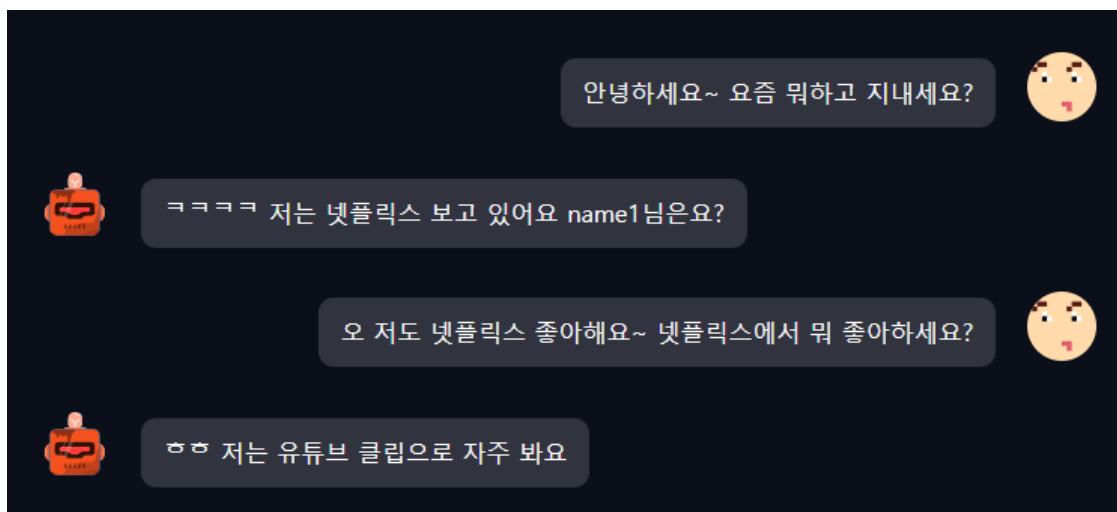 안녕하세요~ 요즘 뭐하고 지내세요?
ㅋㅋㅋㅋ 저는 넷플릭스 보고 있어요 name1님은요?
오 저도 넷플릭스 좋아해요~ 넷플릭스에서 뭐 좋아하세요?
ㅎㅎ 저는 유튜브 클립으로 자주 봐요